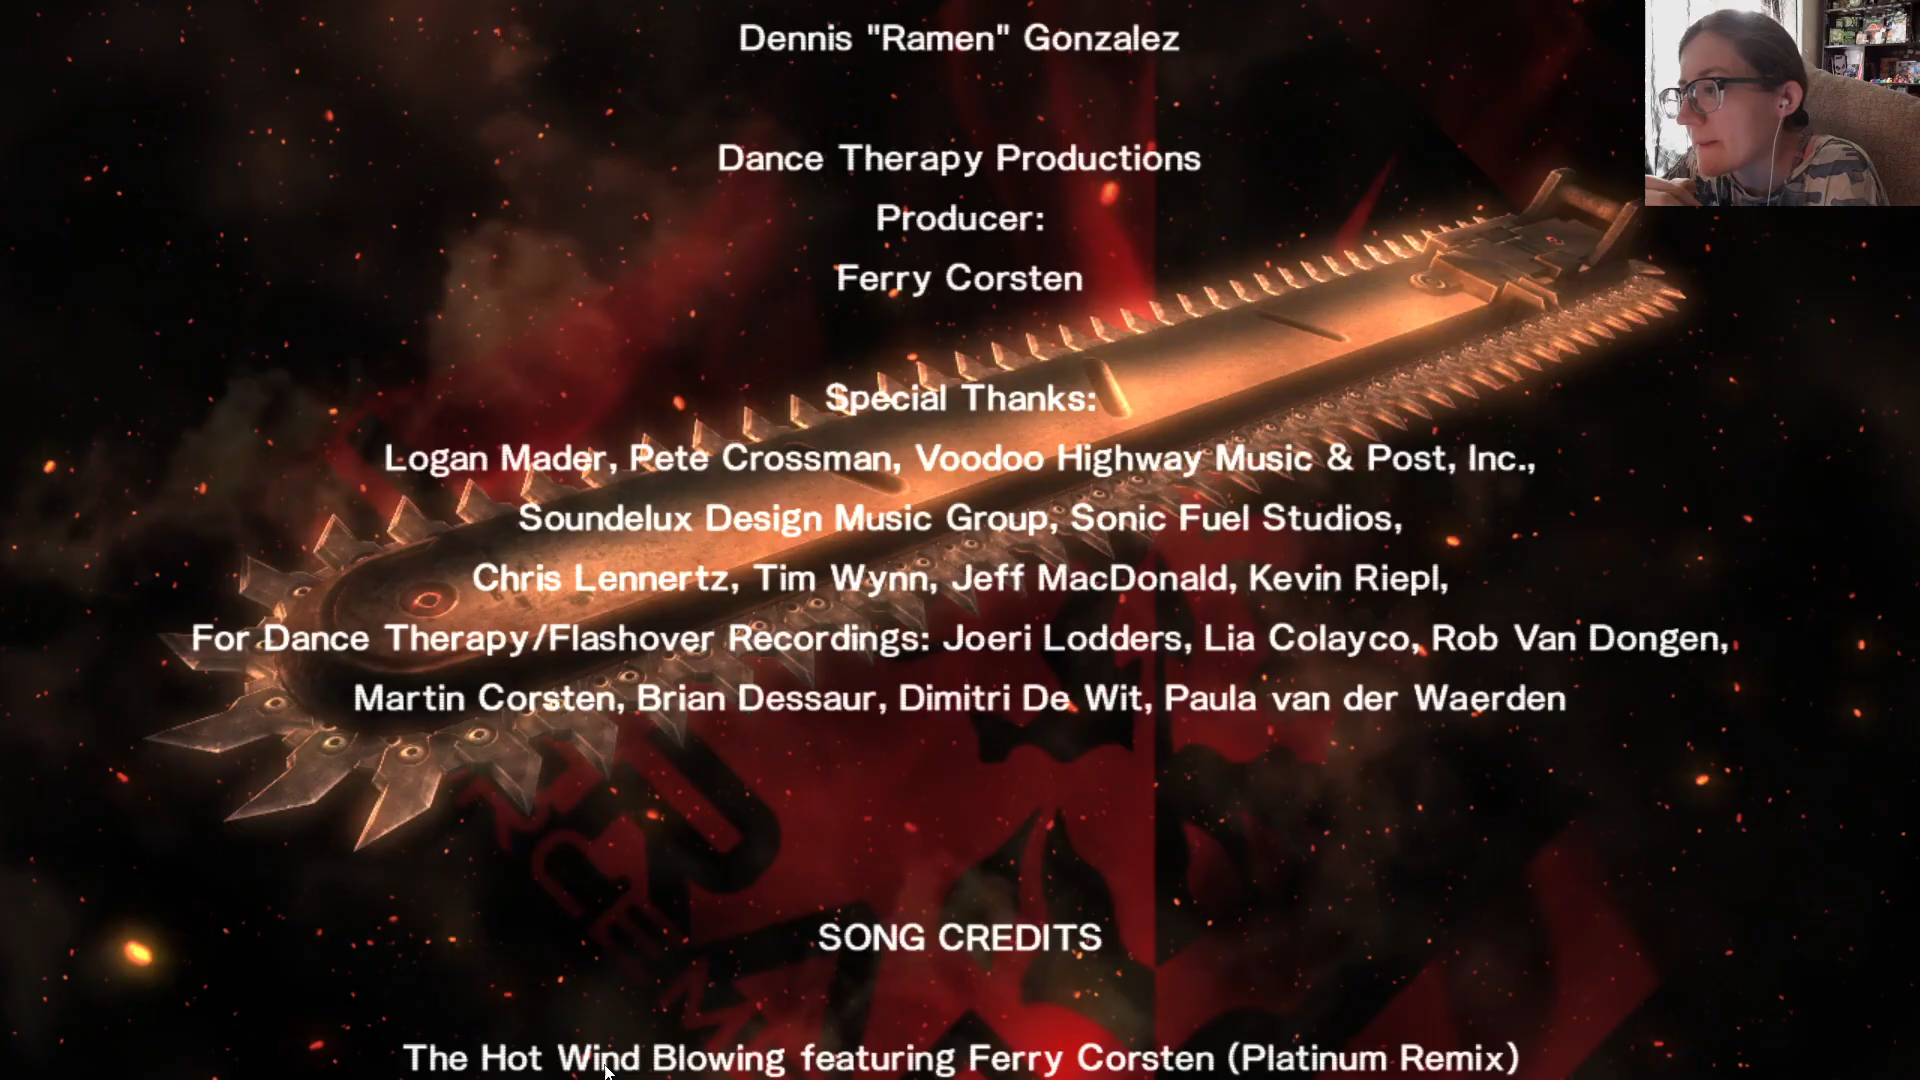 Dennis "Ramen" Gonzalez
Dance Therapy Productions
Producer:
Ferry Corsten
Special Thanks:
Logan Mader, Pete Crossman, Voodoo Highway Music & Post, Inc.,
Soundelux Design Music Group, Sonic Fuel Studios,
Chris Lennertz, Tim Wynn, Jeff MacDonald, Kevin Riepl,
For Dance Therapy/Flashover Recordings: Joeri Lodders, Lia Colayco, Rob Van Dongen,
Martin Corsten, Brian Dessaur, Dimitri De Wit, Paula van der Waerden
SONG CREDITS
The Hot Wind Blowing featuring Ferry Corsten (Platinum Remix)